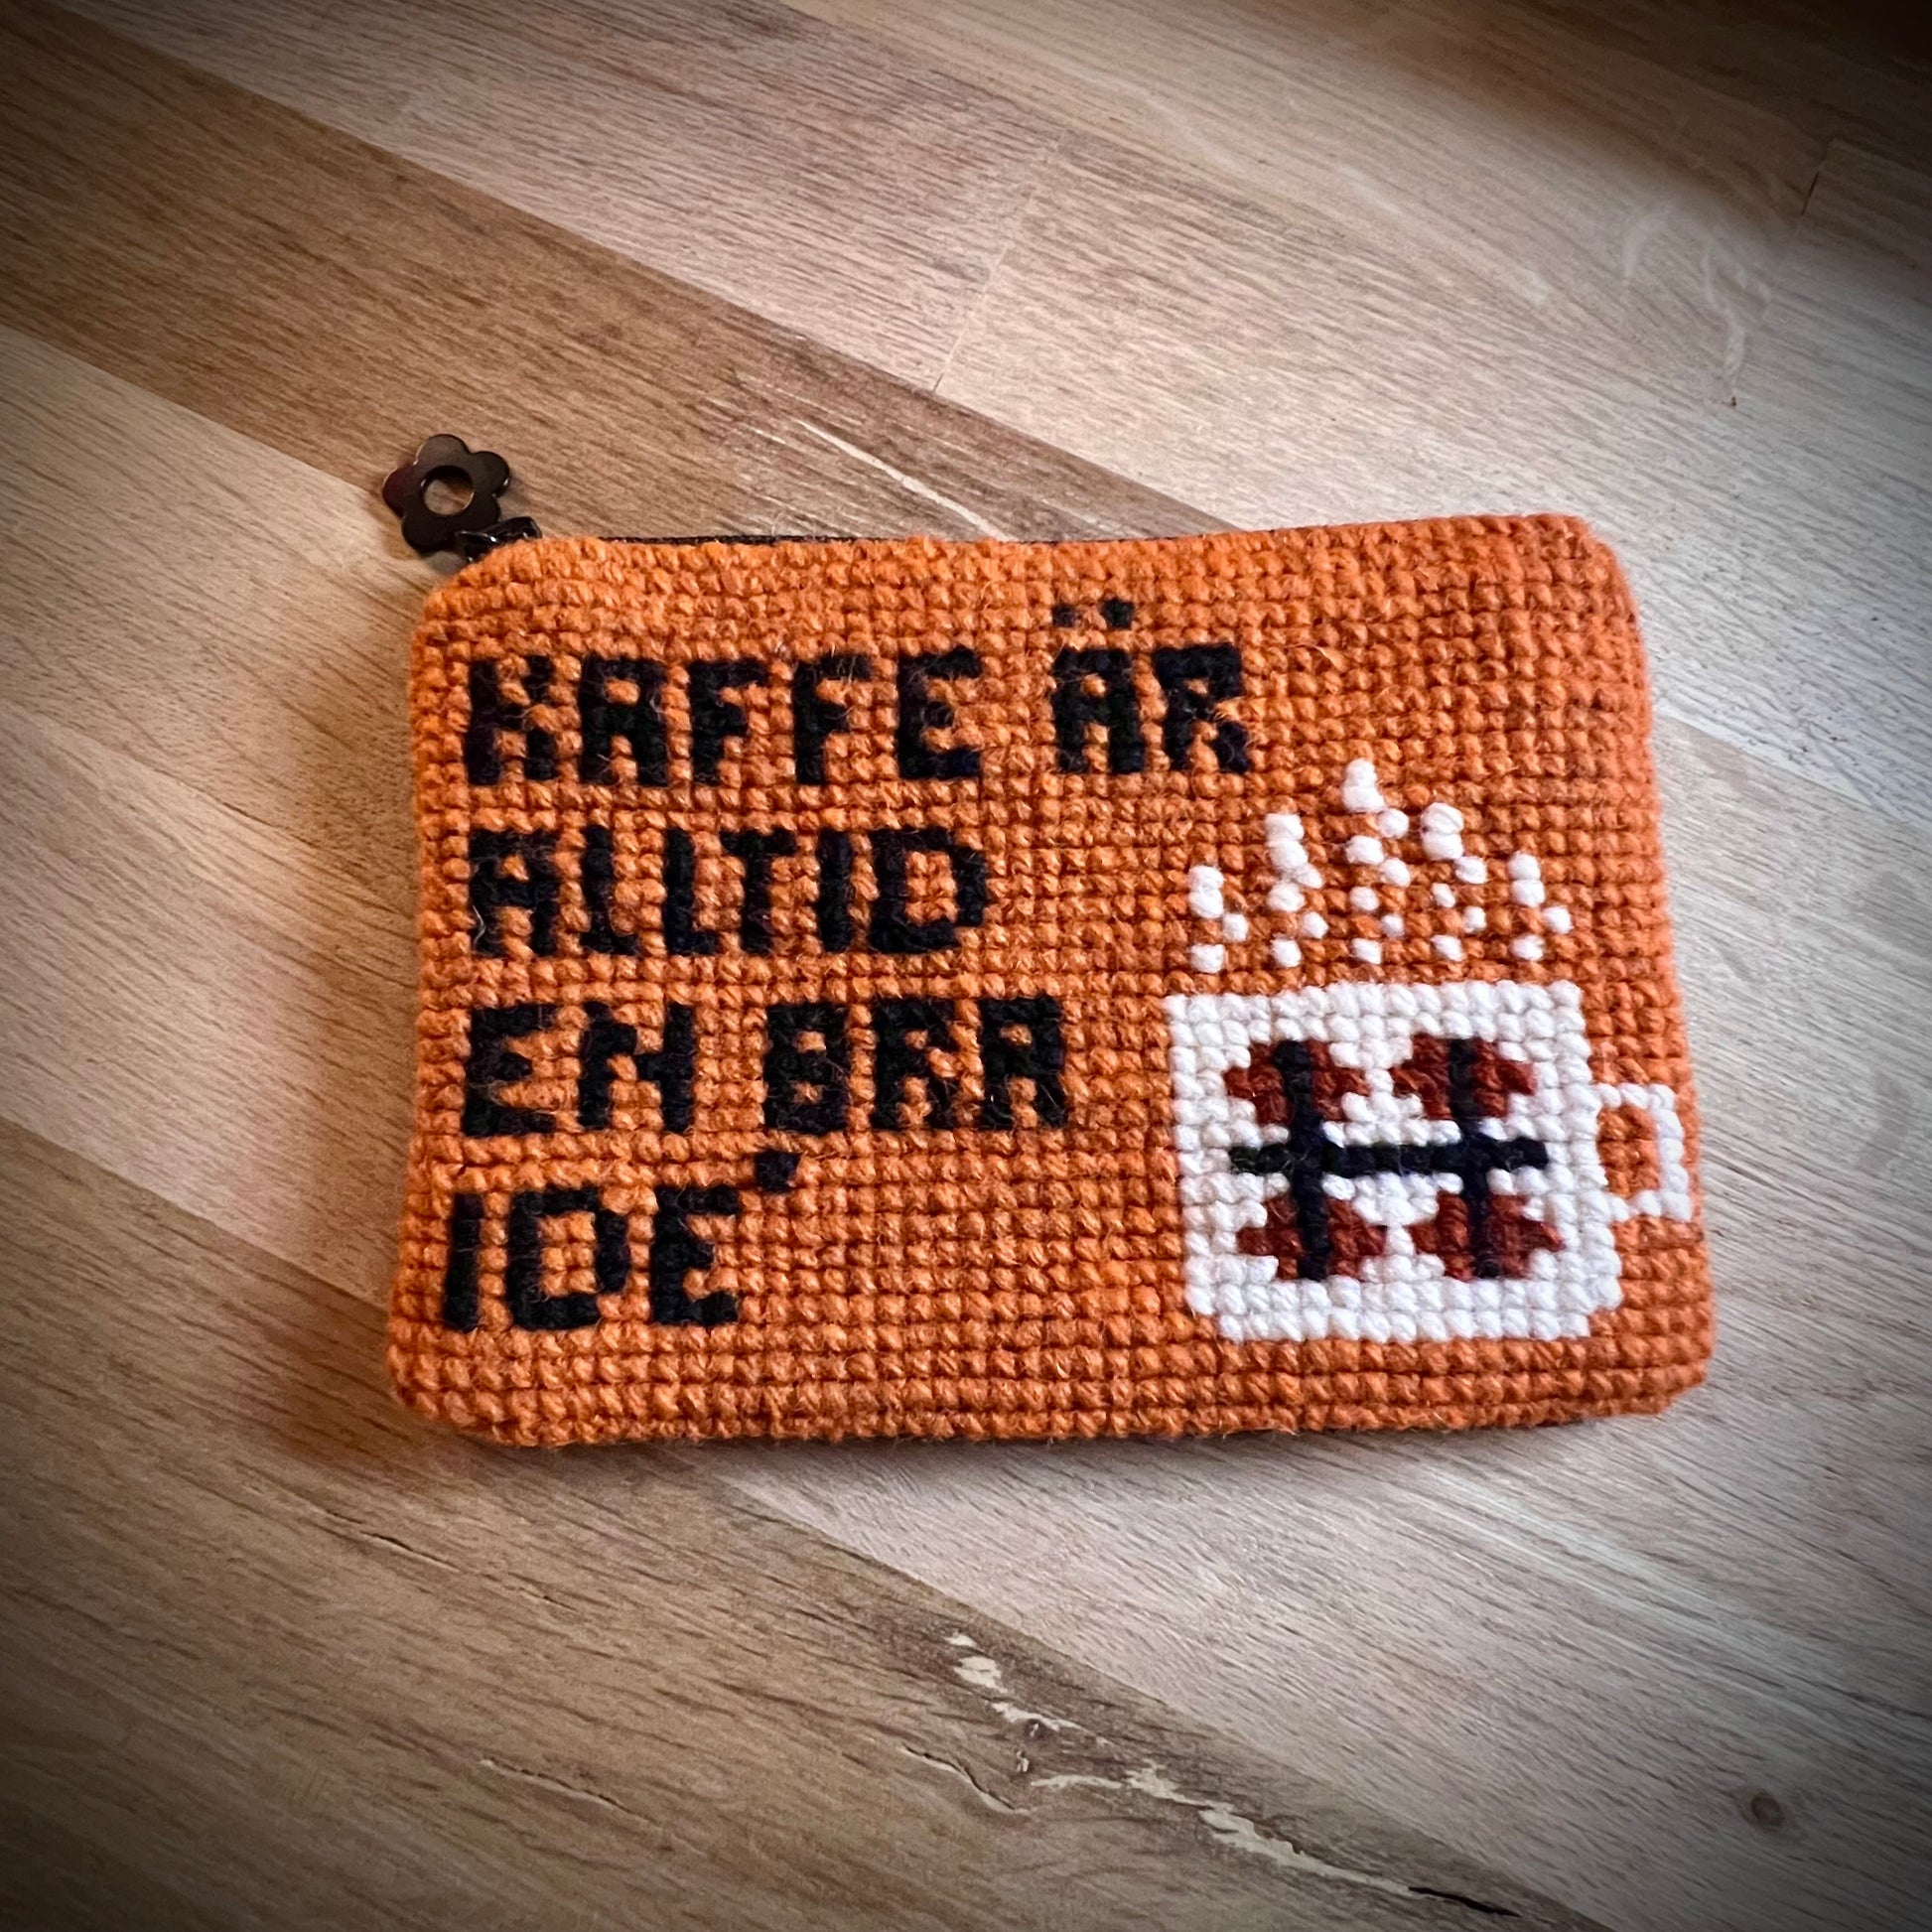 KAFFE ÄR
ALLTID
EN BRA
IDÉ